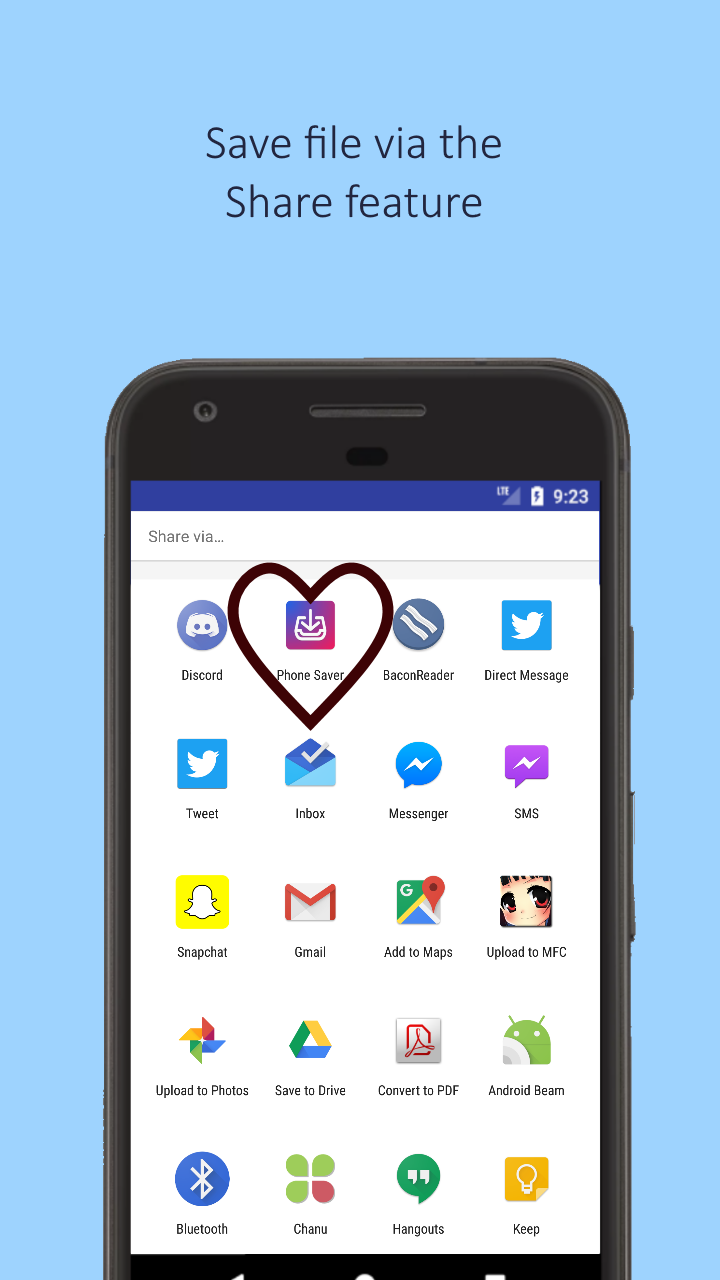 Save file via the
Share feature
LTE 9:23
Share via...
Discord Phone Saver BaconReader Direct Message
Tweet Inbox Messenger SMS
G
Snapchat Gmail Add to Maps Upload to MFC
Upload to Photos Save to Drive Convert to PDF Android Beam
Bluetooth Chanu Hangouts Keep